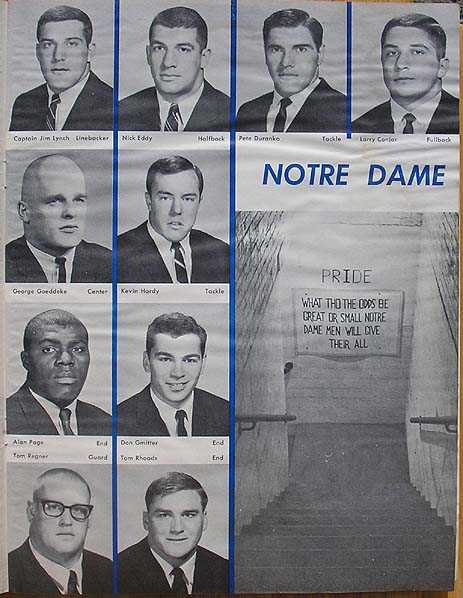 Captain Jim Lynch Linebacker
Nick Eddy Halfback
Pete Duranko Tackle
Larry Conjar Fullback
NOTRE DAME
George Goeddeke Center
Kevin Hardy Tackle
PRIDE
WHAT THO THE ODDS BE
GREAT OR SMALL NOTRE
DAME MEN WILL GIVE
THEIR ALL
Alan Page End
Don Gmitter End
Tom Regner Guard
Tom Rhoads End